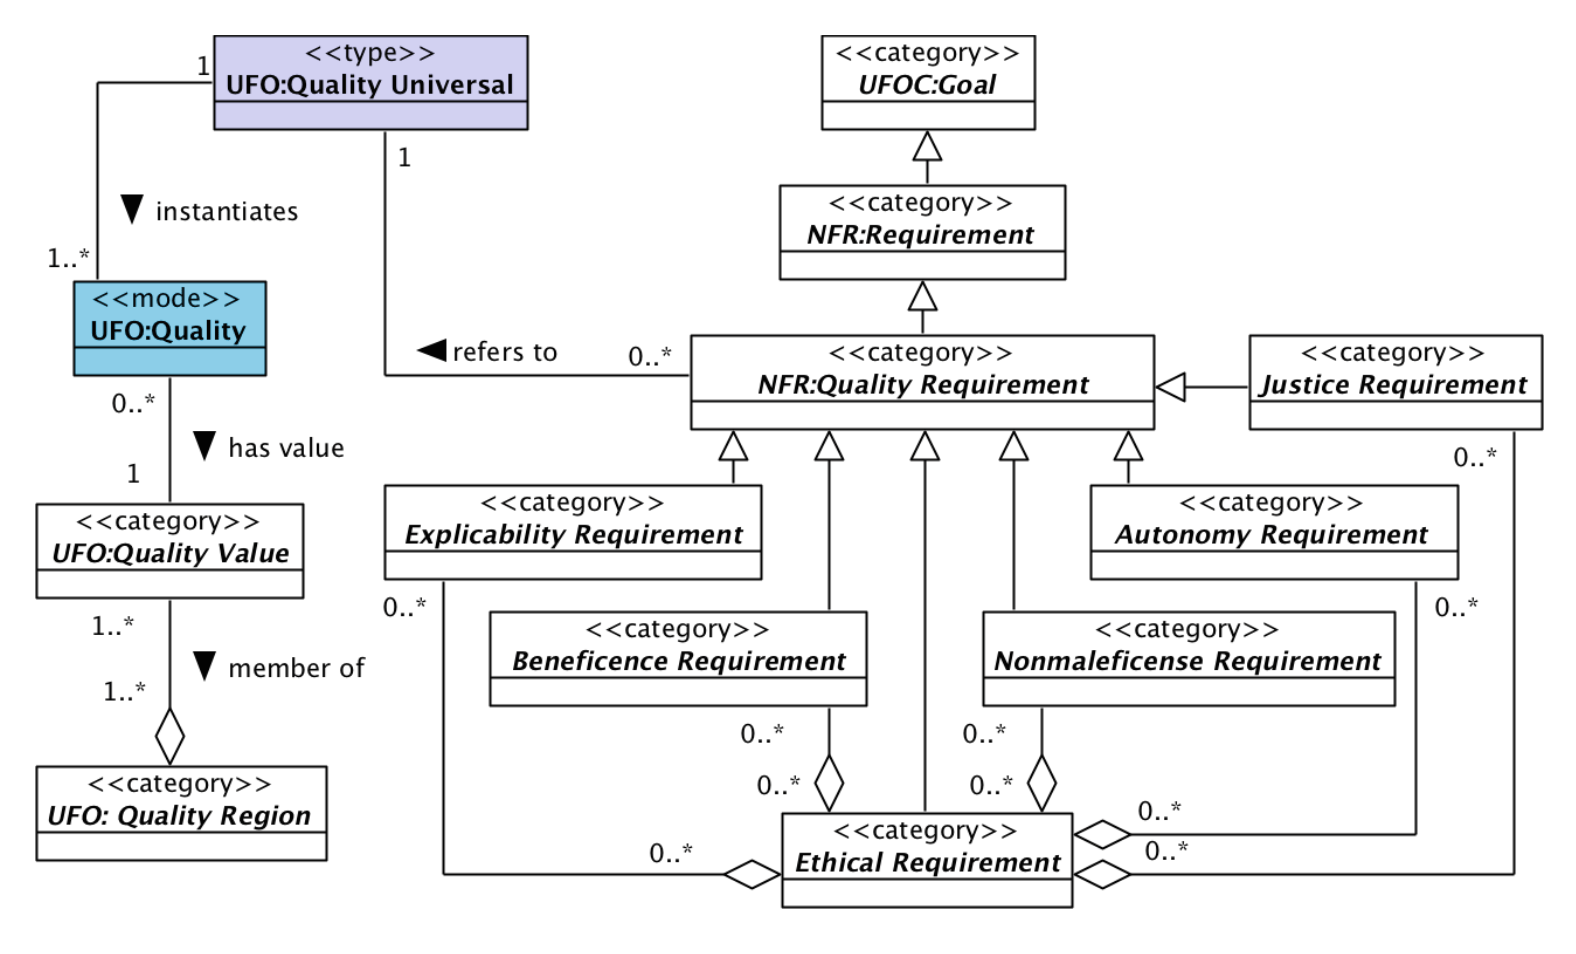 <<type>>
UFO:Quality Universal
1
1
instantiates
1..*
<<mode>>
UFO:Quality
0..*
has value
1
<<category>>
UFO:Quality Value
1..*
member of
1..*
<<category>>
UFO: Quality Region
<<category>>
UFOC:Goal
<<category>>
NFR:Requirement
refers to
0..*
<<category>>
NFR:Quality Requirement
<<category>>
Justice Requirement
0..*
<<category>>
Explicability Requirement
0..*
<<category>>
Autonomy Requirement
0..*
<<category>>
Beneficence Requirement
0..*
0..*
<<category>>
Nonmaleficense Requirement
0..*
0..*
0..*
0..*
0..*
<<category>>
Ethical Requirement